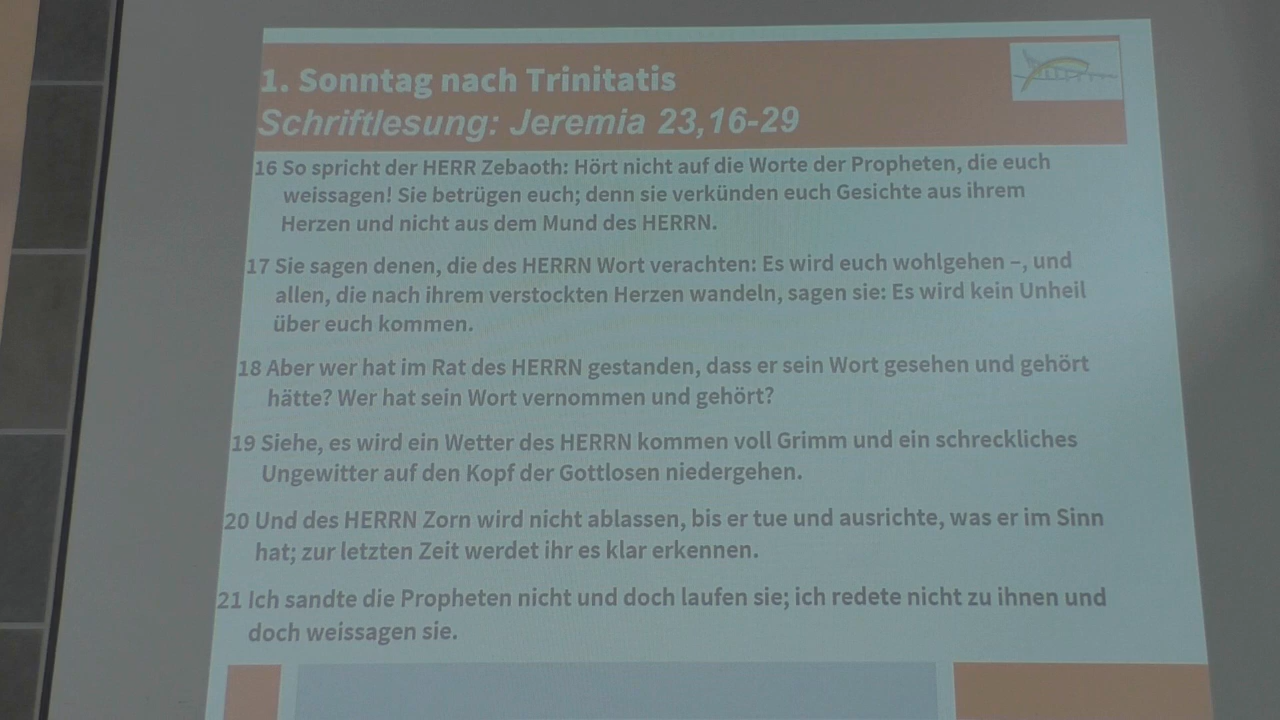 1. Sonntag nach Trinitatis
Schriftlesung: Jeremia 23,16-29
16 So spricht der HERR Zebaoth: Hört nicht auf die Worte der Propheten, die euch
weissagen! Sie betrügen euch; denn sie verkünden euch Gesichte aus ihrem
Herzen und nicht aus dem Mund des HERRN.
17 Sie sagen denen, die des HERRN Wort verachten: Es wird euch wohlgehen –, und
allen, die nach ihrem verstockten Herzen wandeln, sagen sie: Es wird kein Unheil
über euch kommen.
18 Aber wer hat im Rat des HERRN gestanden, dass er sein Wort gesehen und gehört
hätte? Wer hat sein Wort vernommen und gehört?
19 Siehe, es wird ein Wetter des HERRN kommen voll Grimm und ein schreckliches
Ungewitter auf den Kopf der Gottlosen niedergehen.
20 Und des HERRN Zorn wird nicht ablassen, bis er tue und ausrichte, was er im Sinn
hat; zur letzten Zeit werdet ihr es klar erkennen.
21 Ich sandte die Propheten nicht und doch laufen sie; ich redete nicht zu ihnen und
doch weissagen sie.